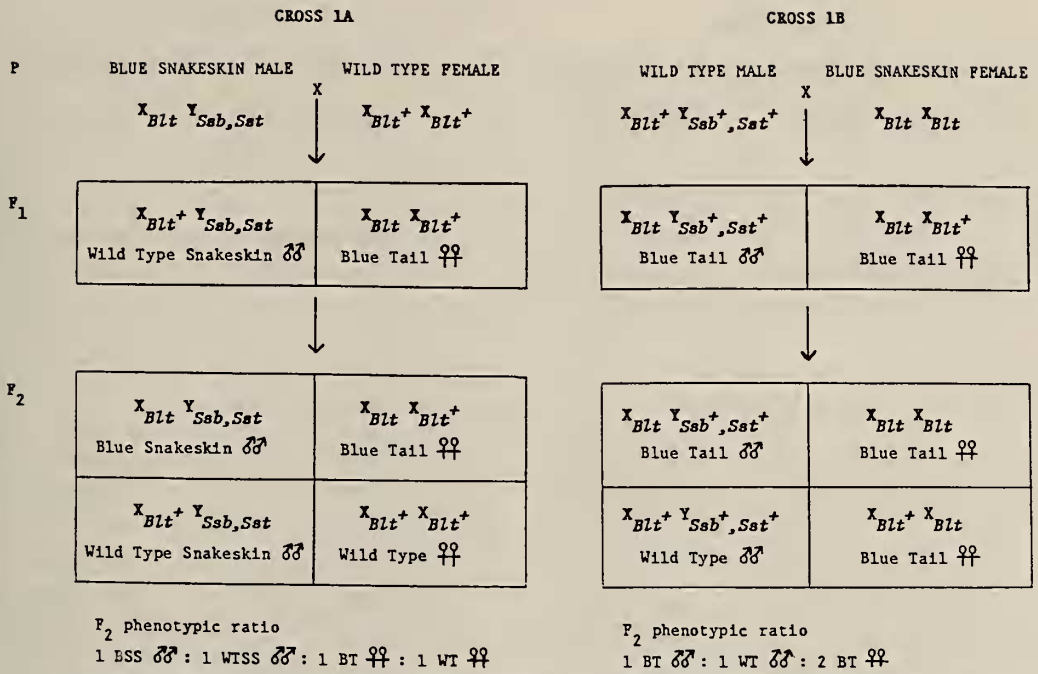 CROSS 1A
P BLUE SNAKESKIN MALE X WILD TYPE FEMALE
X_Blt Y_Ssb,Sst X_Blt+ X_Blt+
F1
X_Blt+ Y_Ssb,Sst X_Blt X_Blt+
Wild Type Snakeskin ♂♂ Blue Tail ♀♀
F2
X_Blt Y_Ssb,Sst X_Blt X_Blt+
Blue Snakeskin ♂♂ Blue Tail ♀♀
X_Blt+ Y_Ssb,Sst X_Blt+ X_Blt+
Wild Type Snakeskin ♂♂ Wild Type ♀♀
F2 phenotypic ratio
1 BSS ♂♂ : 1 WTSS ♂♂ : 1 BT ♀♀ : 1 WT ♀♀
CROSS 1B
WILD TYPE MALE X BLUE SNAKESKIN FEMALE
X_Blt+ Y_Ssb+,Sst+ X_Blt X_Blt
X_Blt Y_Ssb+,Sst+ X_Blt X_Blt+
Blue Tail ♂♂ Blue Tail ♀♀
X_Blt Y_Ssb+,Sst+ X_Blt X_Blt
Blue Tail ♂♂ Blue Tail ♀♀
X_Blt+ Y_Ssb+,Sst+ X_Blt+ X_Blt
Wild Type ♂♂ Blue Tail ♀♀
F2 phenotypic ratio
1 BT ♂♂ : 1 WT ♂♂ : 2 BT ♀♀